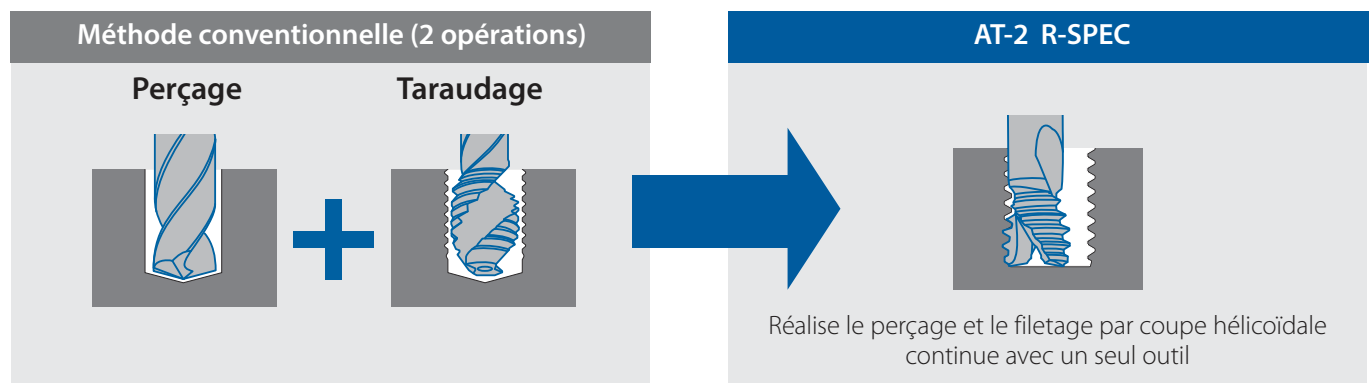 Méthode conventionnelle (2 opérations)
Perçage
Taraudage
AT-2 R-SPEC
Réalise le perçage et le filetage par coupe hélicoïdale
continue avec un seul outil